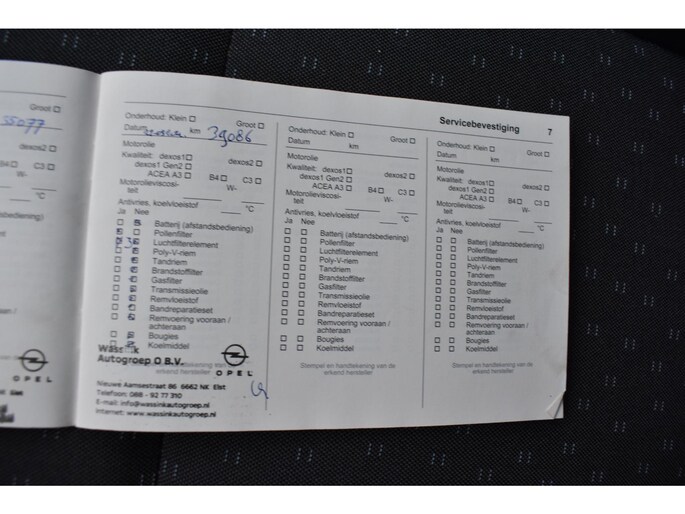 Groot
35077
dexos2
B4 C3
W-
°C
Servicebevestiging 7
Onderhoud: Klein Groot
Datum 39086 km
Motorolie
Kwaliteit: dexos1 dexos2
dexos1 Gen2
ACEA A3 B4 C3
Motorolieviscosi- W-
teit
Antivries, koelvloeistof °C
Ja Nee
Batterij (afstandsbediening)
Pollenfilter
Luchtfilterelement
Poly-V-riem
Tandriem
Brandstoffilter
Gasfilter
Transmissieolie
Remvloeistof
Bandreparatieset
Remvoering vooraan /
achteraan
Bougies
Koelmiddel
Wassink
Autogroep O B.V.
OPEL
Nieuwe Aamsestraat 86 6662 NK Elst
Telefoon: 088 - 92 77 310
E-mail: info@wassinkautogroep.nl
Internet: www.wassinkautogroep.nl
Onderhoud: Klein Groot
Datum km
Motorolie
Kwaliteit: dexos1 dexos2
dexos1 Gen2
ACEA A3 B4 C3
Motorolieviscosi- W-
teit
Antivries, koelvloeistof °C
Ja Nee
Batterij (afstandsbediening)
Pollenfilter
Luchtfilterelement
Poly-V-riem
Tandriem
Brandstoffilter
Gasfilter
Transmissieolie
Remvloeistof
Bandreparatieset
Remvoering vooraan /
achteraan
Bougies
Koelmiddel
Stempel en handtekening van de
erkend hersteller
Onderhoud: Klein Groot
Datum km
Motorolie
Kwaliteit: dexos1 dexos2
dexos1 Gen2
ACEA A3 B4 C3
Motorolieviscosi- W-
teit
Antivries, koelvloeistof °C
Ja Nee
Batterij (afstandsbediening)
Pollenfilter
Luchtfilterelement
Poly-V-riem
Tandriem
Brandstoffilter
Gasfilter
Transmissieolie
Remvloeistof
Bandreparatieset
Remvoering vooraan /
achteraan
Bougies
Koelmiddel
Stempel en handtekening van de
erkend hersteller
OPEL